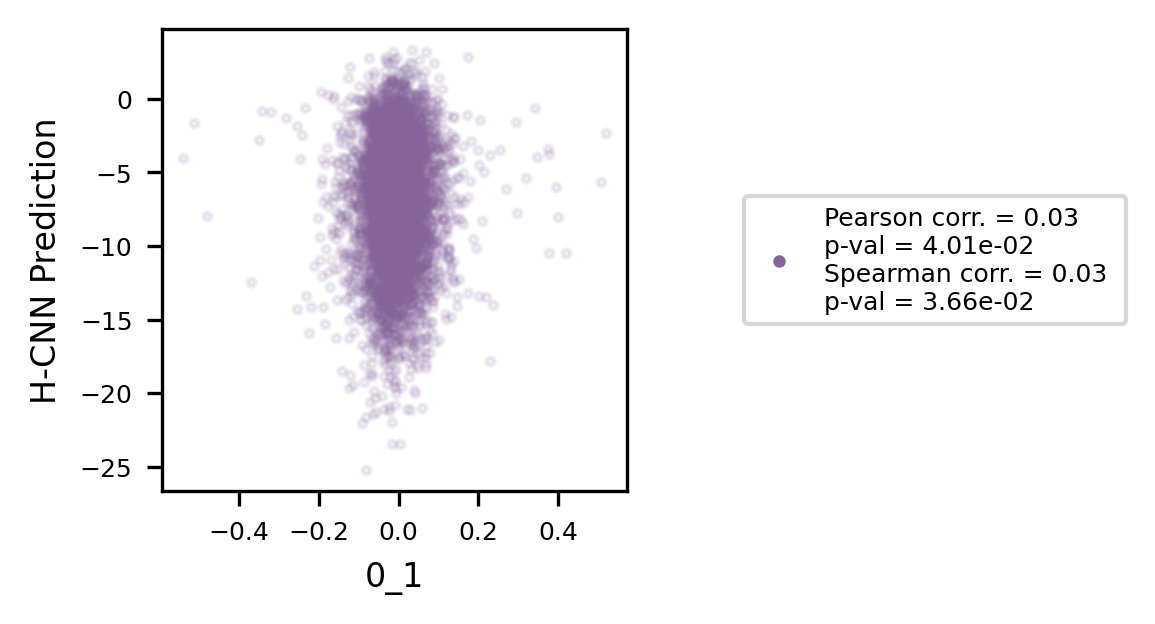 H-CNN Prediction
0
−5
−10
−15
−20
−25
−0.4 −0.2 0.0 0.2 0.4
0_1
Pearson corr. = 0.03
p-val = 4.01e-02
Spearman corr. = 0.03
p-val = 3.66e-02